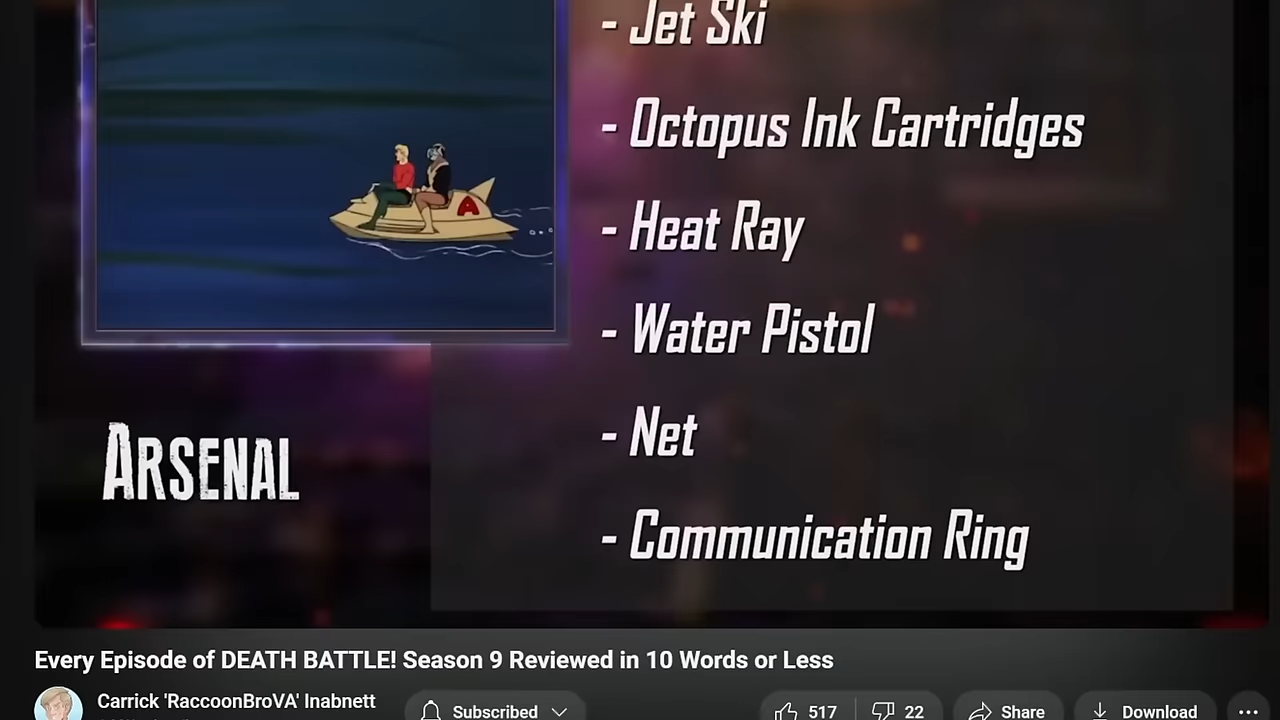 - Jet Ski
- Octopus Ink Cartridges
- Heat Ray
A
- Water Pistol
- Net
ARSENAL
- Communication Ring
Every Episode of DEATH BATTLE! Season 9 Reviewed in 10 Words or Less
Carrick 'RaccoonBroVA' Inabnett
Subscribed
517
22
Share
Download